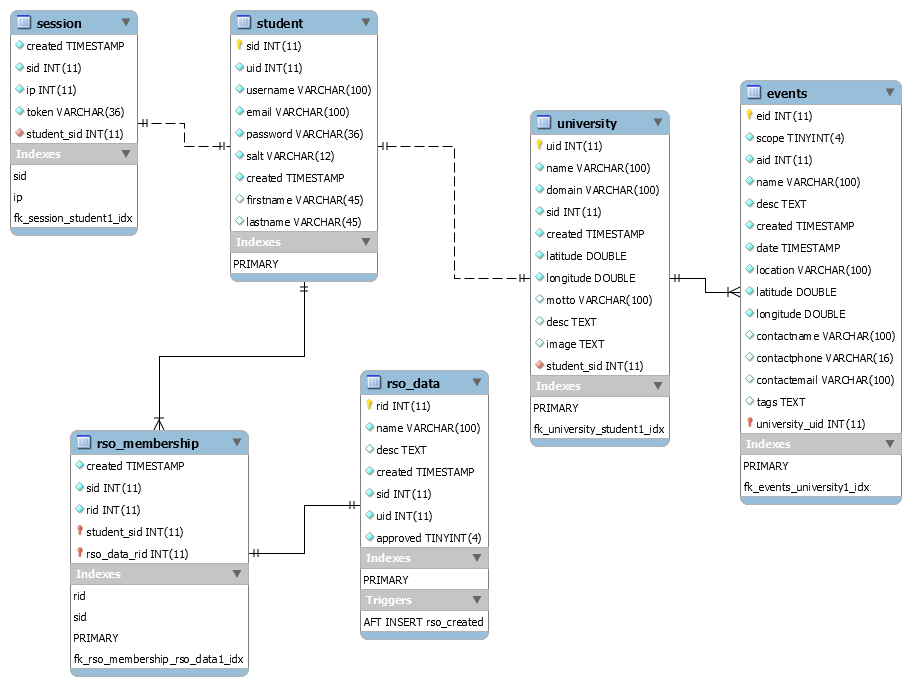 session
created TIMESTAMP
sid INT(11)
ip INT(11)
token VARCHAR(36)
student_sid INT(11)
Indexes
sid
ip
fk_session_student1_idx
student
sid INT(11)
uid INT(11)
username VARCHAR(100)
email VARCHAR(100)
password VARCHAR(36)
salt VARCHAR(12)
created TIMESTAMP
firstname VARCHAR(45)
lastname VARCHAR(45)
Indexes
PRIMARY
university
uid INT(11)
name VARCHAR(100)
domain VARCHAR(100)
sid INT(11)
created TIMESTAMP
latitude DOUBLE
longitude DOUBLE
motto VARCHAR(100)
desc TEXT
image TEXT
student_sid INT(11)
Indexes
PRIMARY
fk_university_student1_idx
events
eid INT(11)
scope TINYINT(4)
aid INT(11)
name VARCHAR(100)
desc TEXT
created TIMESTAMP
date TIMESTAMP
location VARCHAR(100)
latitude DOUBLE
longitude DOUBLE
contactname VARCHAR(100)
contactphone VARCHAR(16)
contactemail VARCHAR(100)
tags TEXT
university_uid INT(11)
Indexes
PRIMARY
fk_events_university1_idx
rso_membership
created TIMESTAMP
sid INT(11)
rid INT(11)
student_sid INT(11)
rso_data_rid INT(11)
Indexes
rid
sid
PRIMARY
fk_rso_membership_rso_data1_idx
rso_data
rid INT(11)
name VARCHAR(100)
desc TEXT
created TIMESTAMP
sid INT(11)
uid INT(11)
approved TINYINT(4)
Indexes
PRIMARY
Triggers
AFT INSERT rso_created